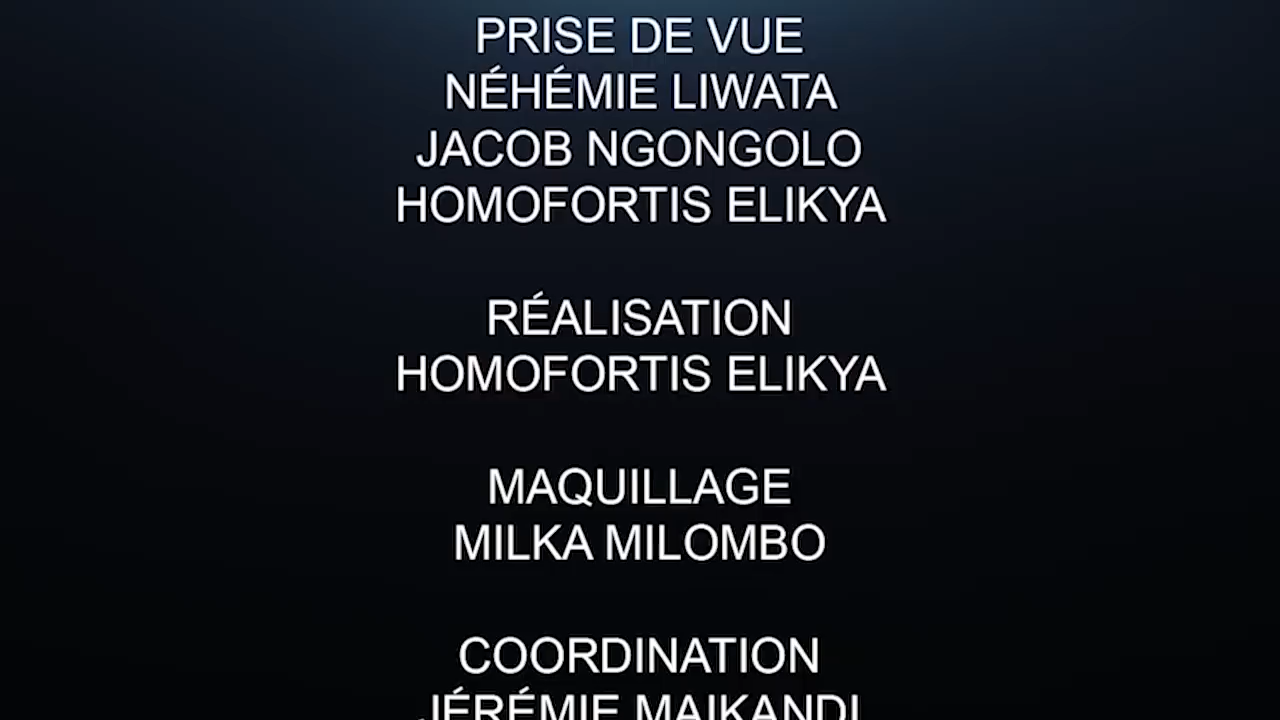 PRISE DE VUE
NÉHÉMIE LIWATA
JACOB NGONGOLO
HOMOFORTIS ELIKYA
RÉALISATION
HOMOFORTIS ELIKYA
MAQUILLAGE
MILKA MILOMBO
COORDINATION
JÉRÉMIE MAIKANDI